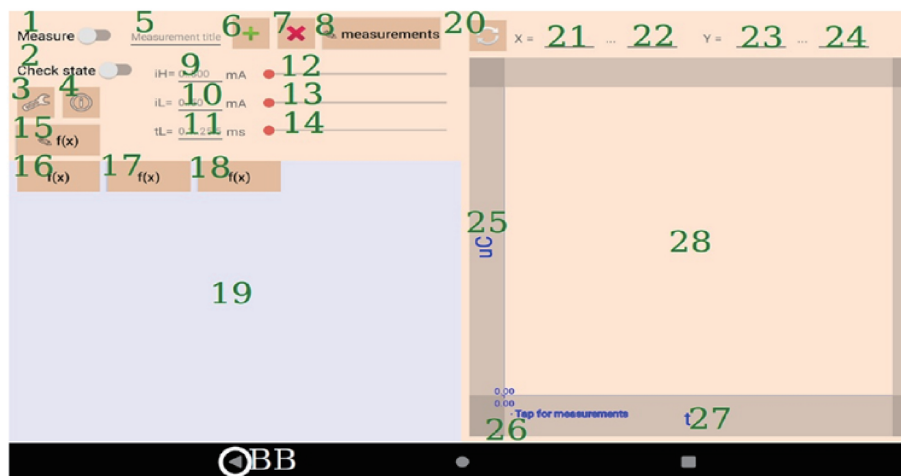 1 5 6 7 8 20
Measure Measurement title measurements X = 21 ... 22 Y = 23 ... 24
2
Check state 9 iH= mA 12
3 4 10 iL= mA 13
11 tL= ms 14
15 f(x)
16 f(x) 17 f(x) 18 f(x)
25
uC
28
19
0.00
0.00
Tap for measurements t 27
26
BB